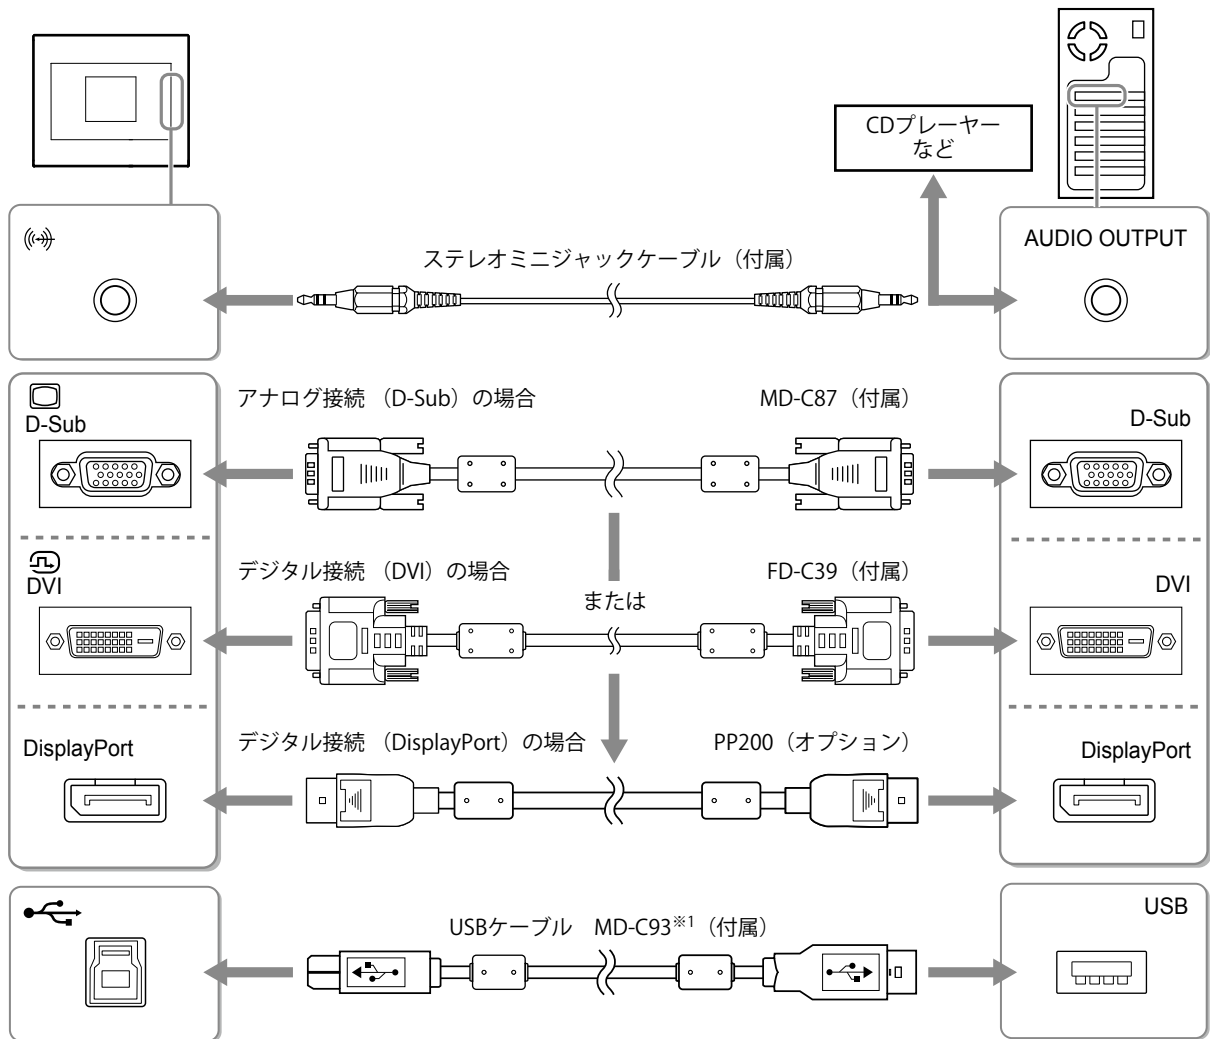 CDプレーヤー
など
AUDIO OUTPUT
ステレオミニジャックケーブル（付属）
D-Sub
アナログ接続 （D-Sub）の場合
MD-C87（付属）
D-Sub
DVI
デジタル接続 （DVI）の場合
FD-C39（付属）
DVI
または
DisplayPort
デジタル接続 （DisplayPort）の場合
PP200（オプション）
DisplayPort
USBケーブル　MD-C93※1（付属）
USB